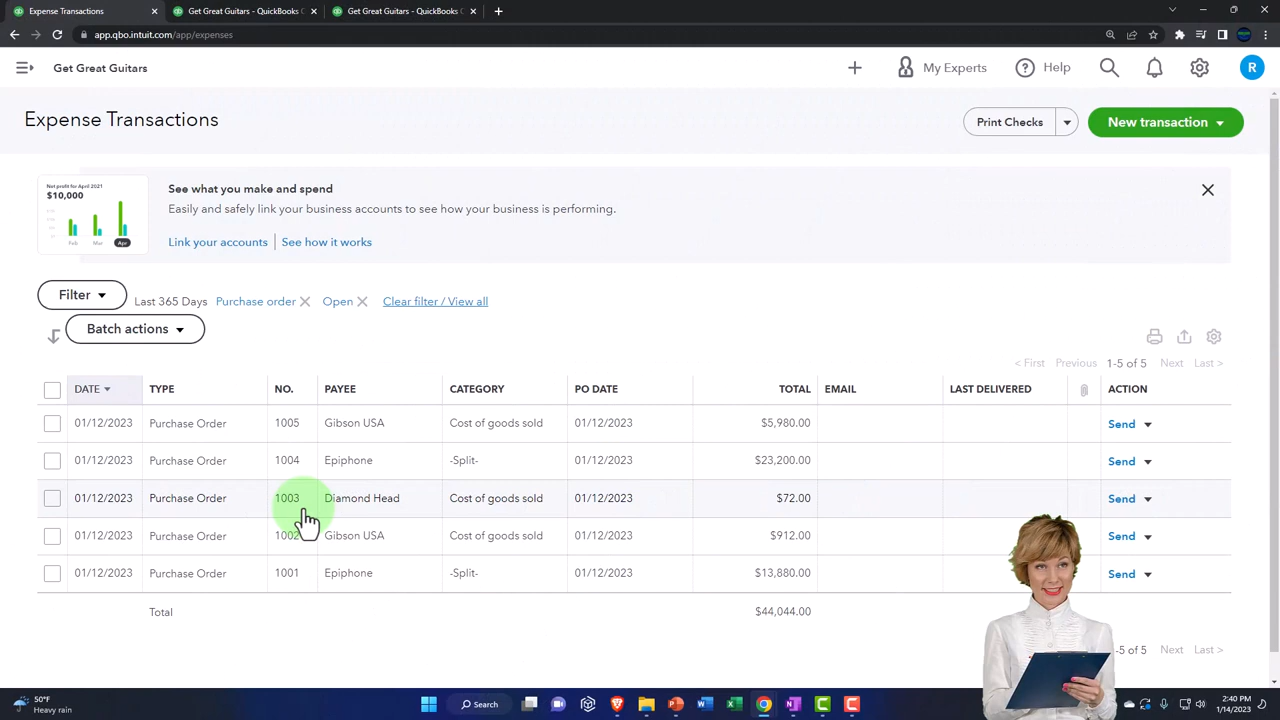 Expense Transactions
Get Great Guitars - QuickBooks
Get Great Guitars - QuickBooks
app.qbo.intuit.com/app/expenses
Get Great Guitars
My Experts
Help
R
Expense Transactions
Print Checks
New transaction
Net profit for April 2021
$10,000
Feb
Mar
Apr
See what you make and spend
Easily and safely link your business accounts to see how your business is performing.
Link your accounts
See how it works
Filter
Last 365 Days
Purchase order
Open
Clear filter / View all
Batch actions
< First Previous 1-5 of 5 Next Last >
DATE TYPE NO. PAYEE CATEGORY PO DATE TOTAL EMAIL LAST DELIVERED ACTION
01/12/2023 Purchase Order 1005 Gibson USA Cost of goods sold 01/12/2023 $5,980.00 Send
01/12/2023 Purchase Order 1004 Epiphone -Split- 01/12/2023 $23,200.00 Send
01/12/2023 Purchase Order 1003 Diamond Head Cost of goods sold 01/12/2023 $72.00 Send
01/12/2023 Purchase Order 1002 Gibson USA Cost of goods sold 01/12/2023 $912.00 Send
01/12/2023 Purchase Order 1001 Epiphone -Split- 01/12/2023 $13,880.00 Send
Total $44,044.00
-5 of 5 Next Last >
50°F
Heavy rain
Search
2:40 PM
1/14/2023